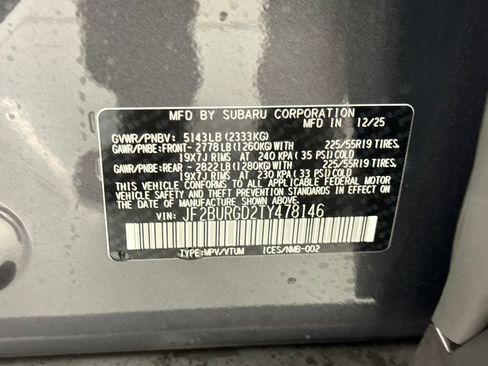 MFD BY SUBARU CORPORATION
MFD IN 12/25
GVWR/PNBV: 5143LB (2333KG)
GAWR/PNBE:FRONT-2778LB(1260KG)WITH 225/55R19 TIRES,
19X7J RIMS AT 240 KPA(35 PSI)COLD
GAWR/PNBE:REAR -2822LB(1280KG)WITH 225/55R19 TIRES,
19X7J RIMS AT 230 KPA(33 PSI)COLD
THIS VEHICLE CONFORMS TO ALL APPLICABLE FEDERAL MOTOR
VEHICLE SAFETY STANDARDS IN EFFECT ON THE DATE OF
MANUFACTURE SHOWN ABOVE.
VIN: JF2BURGD2TY478146
TYPE:MPV/VTUM ICES/NMB-002